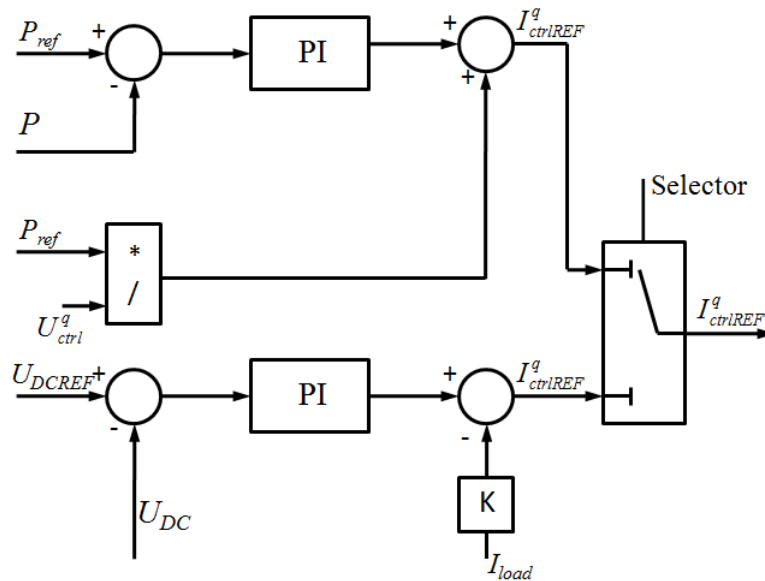 P_ref
+
-
PI
+
+
I^q_ctrlREF
P
Selector
P_ref
*
/
U^q_ctrl
I^q_ctrlREF
U_DCREF
+
-
PI
+
-
I^q_ctrlREF
U_DC
K
I_load